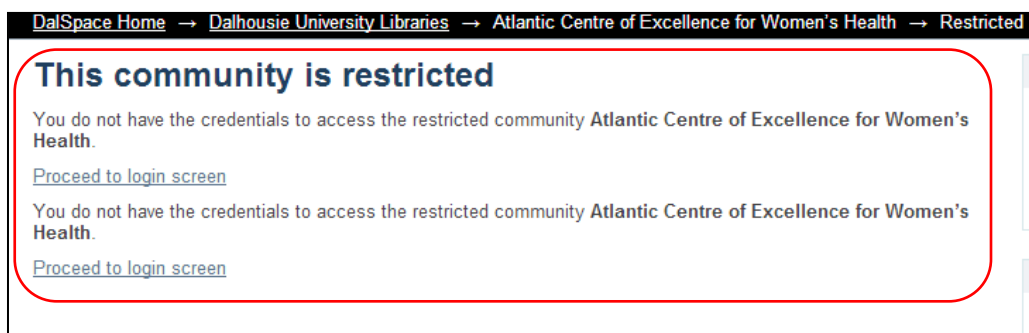 DalSpace Home → Dalhousie University Libraries → Atlantic Centre of Excellence for Women's Health → Restricted
This community is restricted
You do not have the credentials to access the restricted community Atlantic Centre of Excellence for Women’s
Health.
Proceed to login screen
You do not have the credentials to access the restricted community Atlantic Centre of Excellence for Women’s
Health.
Proceed to login screen